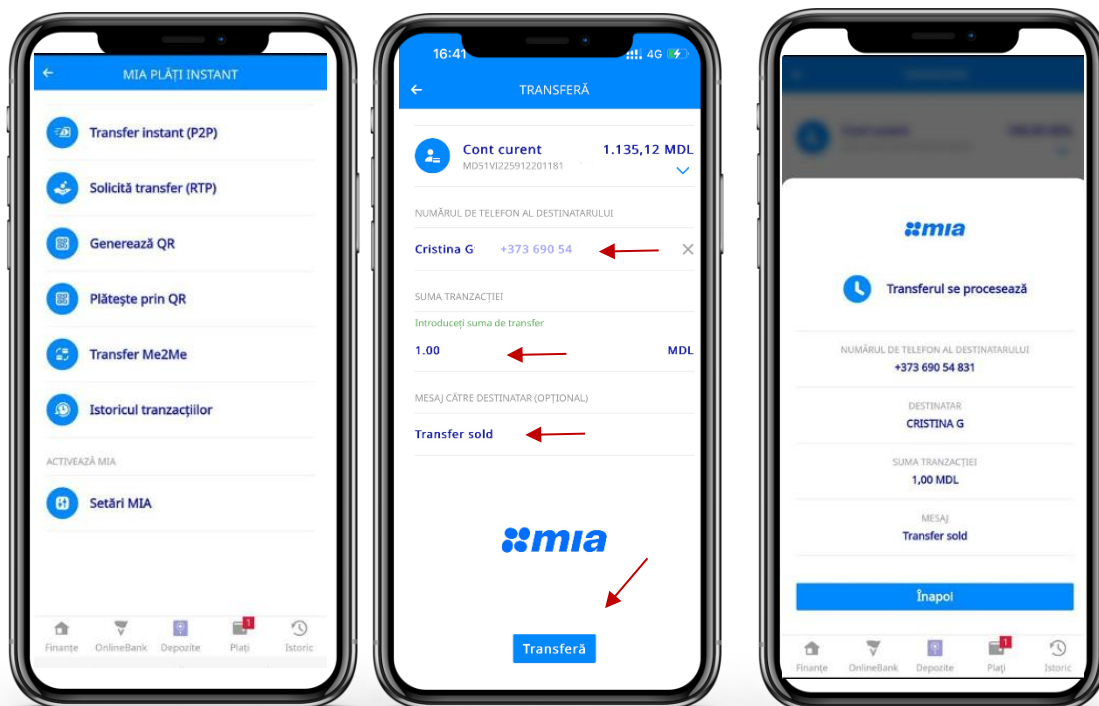 MIA PLĂȚI INSTANT
Transfer instant (P2P)
Solicită transfer (RTP)
Generează QR
Plătește prin QR
Transfer Me2Me
Istoricul tranzacțiilor
ACTIVEAZĂ MIA
Setări MIA
Finanțe OnlineBank Depozite 1 Plați Istoric
16:41 4G
TRANSFERĂ
Cont curent 1.135,12 MDL
MD51VI225912201181
NUMĂRUL DE TELEFON AL DESTINATARULUI
Cristina G +373 690 54
SUMA TRANZACȚIEI
Introduceți suma de transfer
1.00 MDL
MESAJ CĂTRE DESTINATAR (OPȚIONAL)
Transfer sold
mia
Transferă
mia
Transferul se procesează
NUMĂRUL DE TELEFON AL DESTINATARULUI
+373 690 54 831
DESTINATAR
CRISTINA G
SUMA TRANZACȚIEI
1,00 MDL
MESAJ
Transfer sold
Înapoi
Finanțe OnlineBank Depozite 1 Plăți Istoric